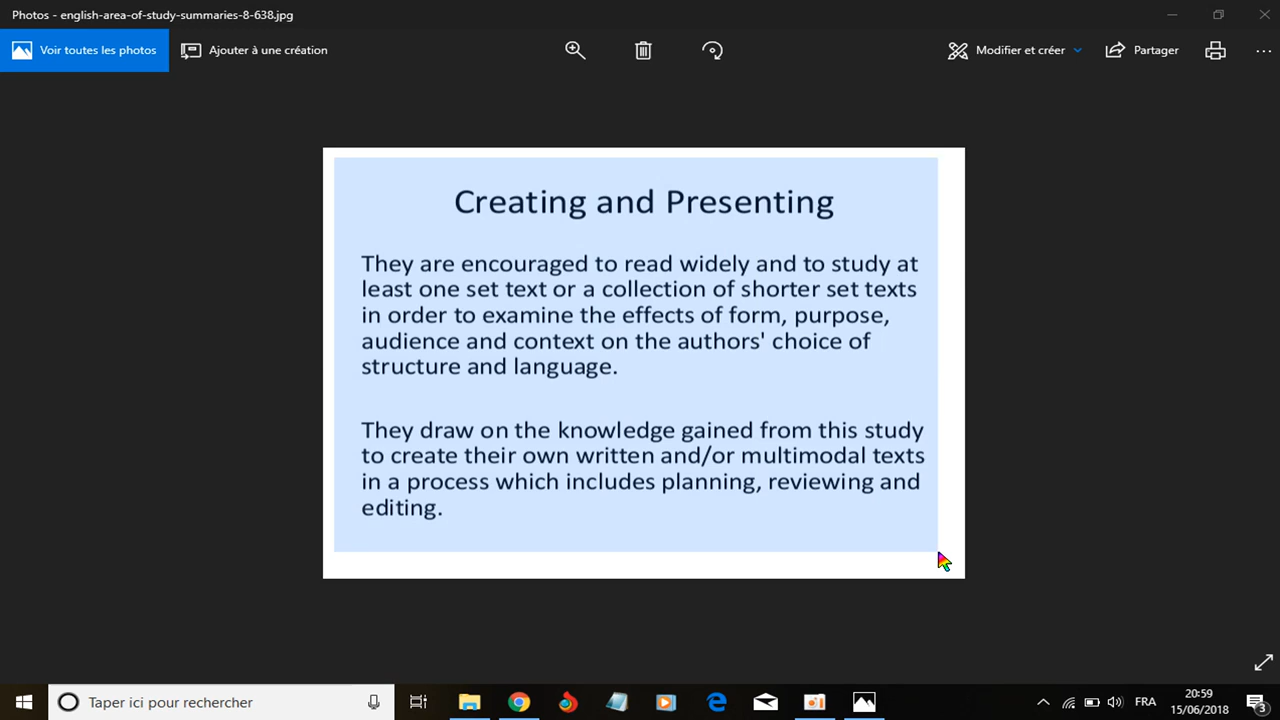 Photos - english-area-of-study-summaries-8-638.jpg
Voir toutes les photos
Ajouter à une création
Modifier et créer
Partager
Creating and Presenting
They are encouraged to read widely and to study at
least one set text or a collection of shorter set texts
in order to examine the effects of form, purpose,
audience and context on the authors' choice of
structure and language.
They draw on the knowledge gained from this study
to create their own written and/or multimodal texts
in a process which includes planning, reviewing and
editing.
Taper ici pour rechercher
FRA
20:59
15/06/2018
3